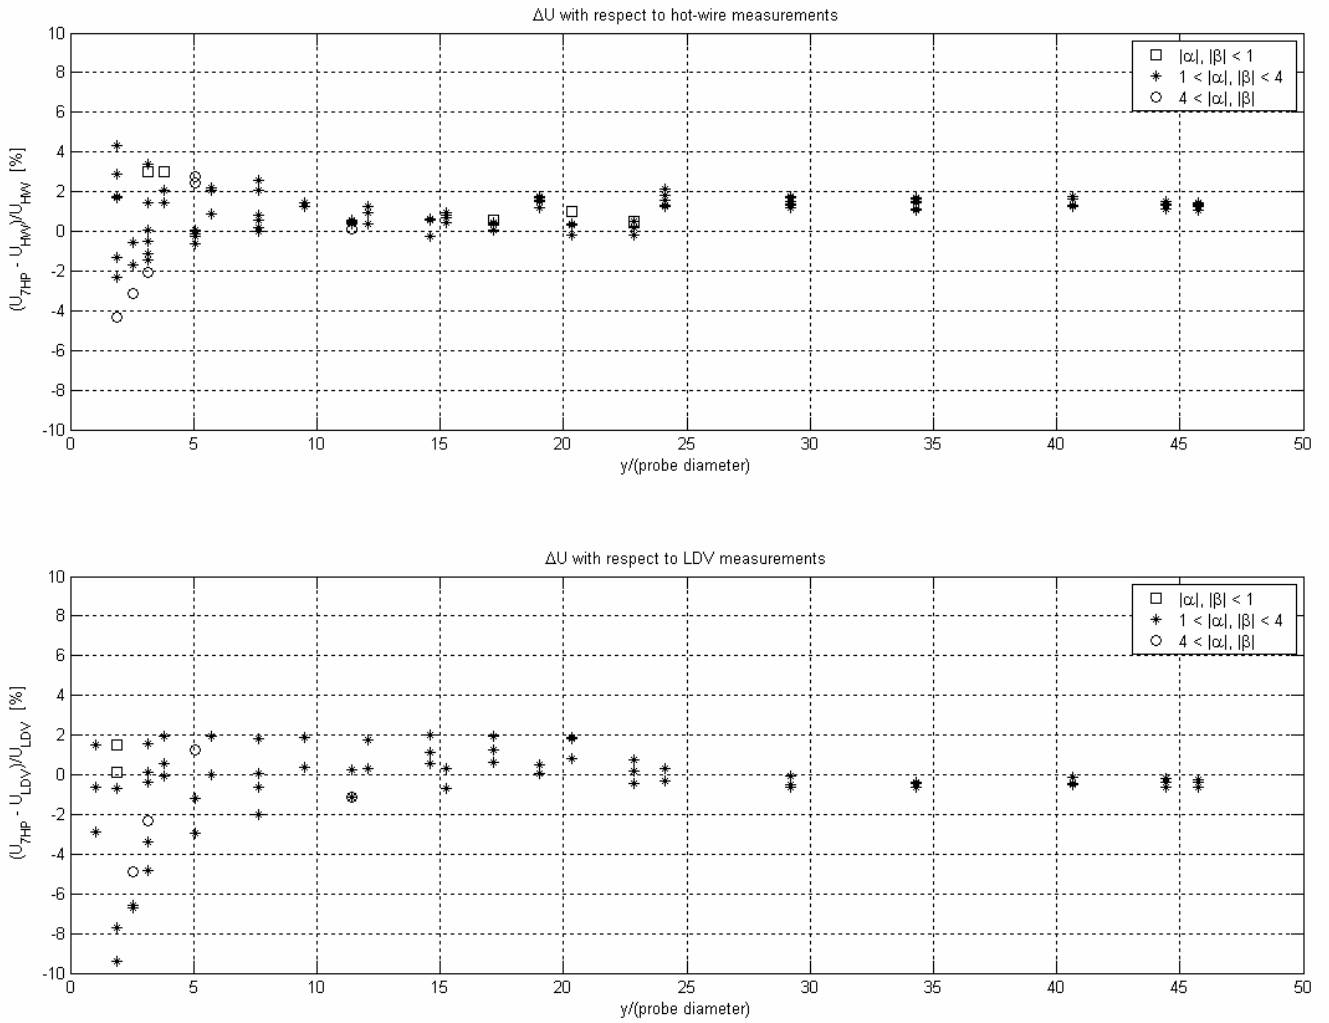 ΔU with respect to hot-wire measurements
10
8
6
4
2
0
-2
-4
-6
-8
-10
(U7HP - UHW)/UHW [%]
|α|, |β| < 1
1 < |α|, |β| < 4
4 < |α|, |β|
0 5 10 15 20 25 30 35 40 45 50
y/(probe diameter)
ΔU with respect to LDV measurements
10
8
6
4
2
0
-2
-4
-6
-8
-10
(U7HP - ULDV)/ULDV [%]
|α|, |β| < 1
1 < |α|, |β| < 4
4 < |α|, |β|
0 5 10 15 20 25 30 35 40 45 50
y/(probe diameter)